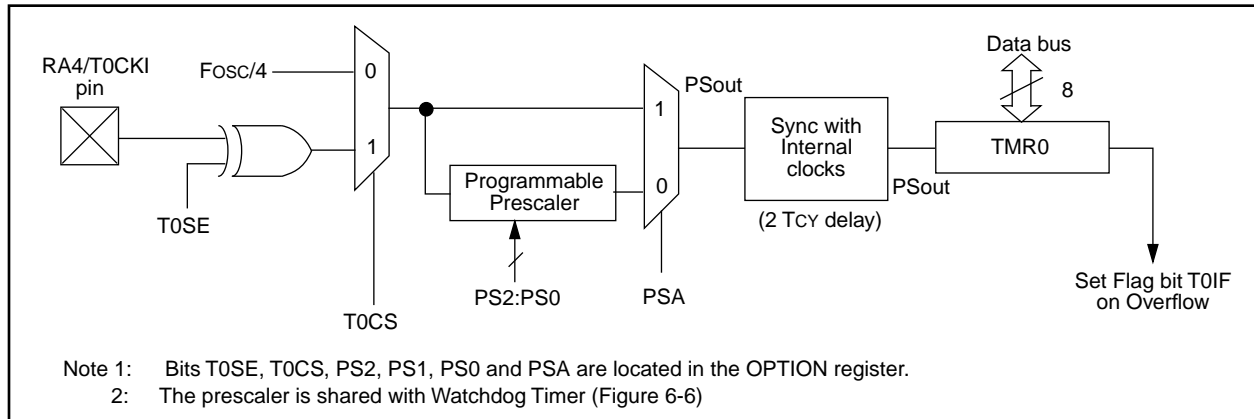 RA4/T0CKI
pin
FOSC/4
0
1
T0SE
T0CS
Programmable
Prescaler
PS2:PS0
1
0
PSA
PSout
Sync with
Internal
clocks
(2 TCY delay)
PSout
Data bus
8
TMR0
Set Flag bit T0IF
on Overflow
Note 1: Bits T0SE, T0CS, PS2, PS1, PS0 and PSA are located in the OPTION register.
2: The prescaler is shared with Watchdog Timer (Figure 6-6)